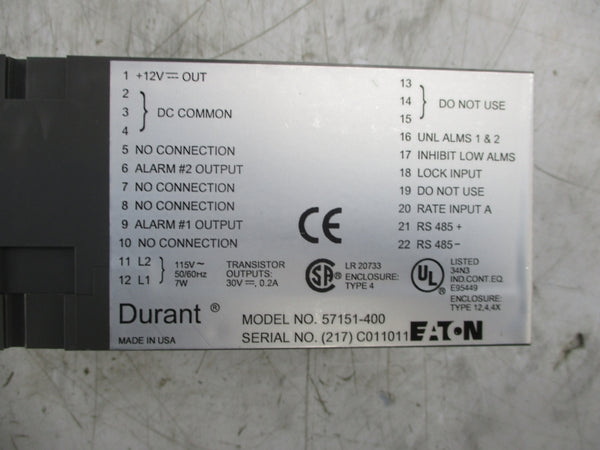 1 +12V⎓ OUT
2
3 DC COMMON
4
5 NO CONNECTION
6 ALARM #2 OUTPUT
7 NO CONNECTION
8 NO CONNECTION
9 ALARM #1 OUTPUT
10 NO CONNECTION
11 L2
12 L1
115V~
50/60Hz
7W
TRANSISTOR
OUTPUTS:
30V⎓, 0.2A
13
14 DO NOT USE
15
16 UNL ALMS 1 & 2
17 INHIBIT LOW ALMS
18 LOCK INPUT
19 DO NOT USE
20 RATE INPUT A
21 RS 485 +
22 RS 485 −
CE
SA
LR 20733
ENCLOSURE:
TYPE 4
UL
LISTED
34N3
IND.CONT.EQ.
E95449
ENCLOSURE:
TYPE 12,4,4X
Durant ®
MADE IN USA
MODEL NO. 57151-400
SERIAL NO. (217) C011011
EATON